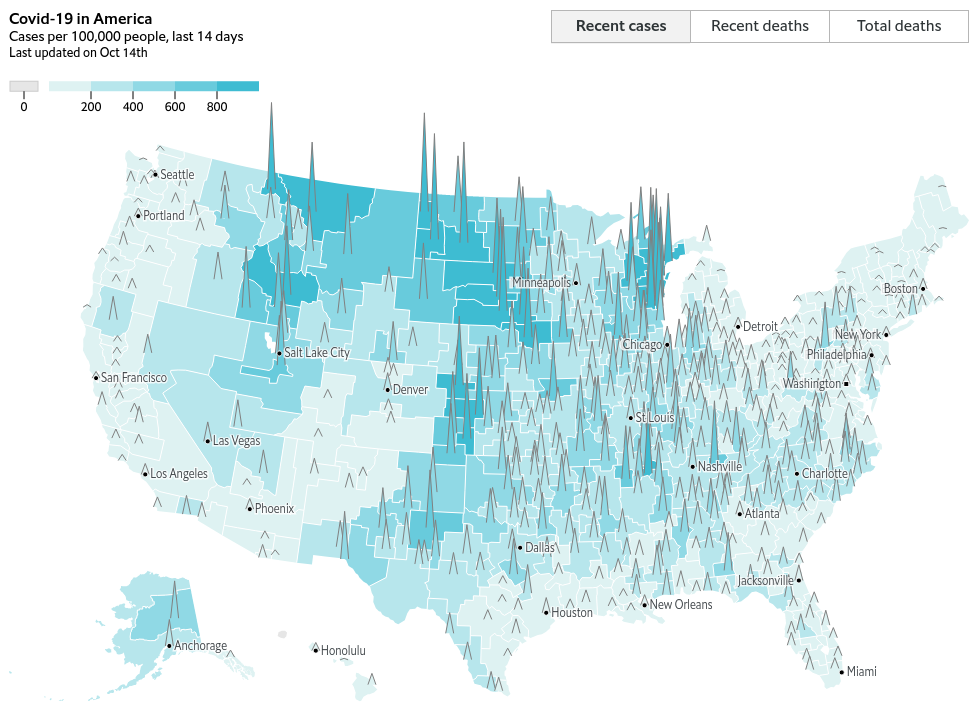 Covid-19 in America
Cases per 100,000 people, last 14 days
Last updated on Oct 14th
Recent cases
Recent deaths
Total deaths
0
200
400
600
800
Seattle
Portland
Minneapolis
Boston
Detroit
New York
Chicago
Salt Lake City
Philadelphia
San Francisco
Denver
Washington
St Louis
Las Vegas
Los Angeles
Nashville
Charlotte
Phoenix
Atlanta
Dallas
Jacksonville
Houston
New Orleans
Anchorage
Honolulu
Miami